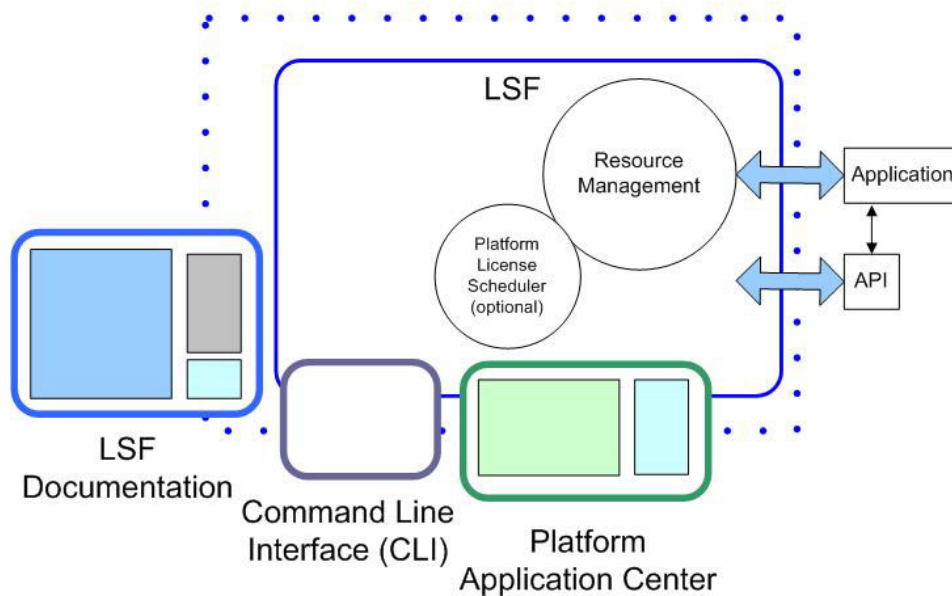 LSF
Resource
Management
Application
Platform
License
Scheduler
(optional)
API
LSF
Documentation
Command Line
Interface (CLI)
Platform
Application Center